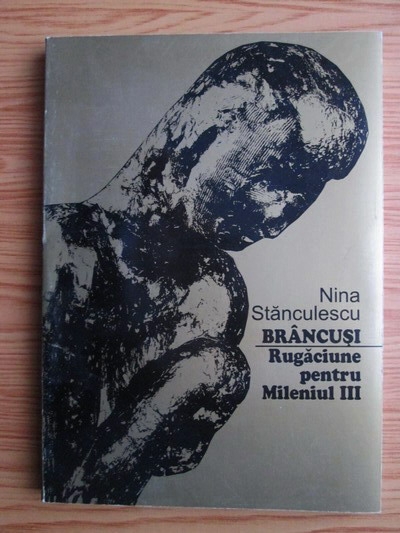 Nina
Stănculescu
BRÂNCUȘI
Rugăciune
pentru
Mileniul III